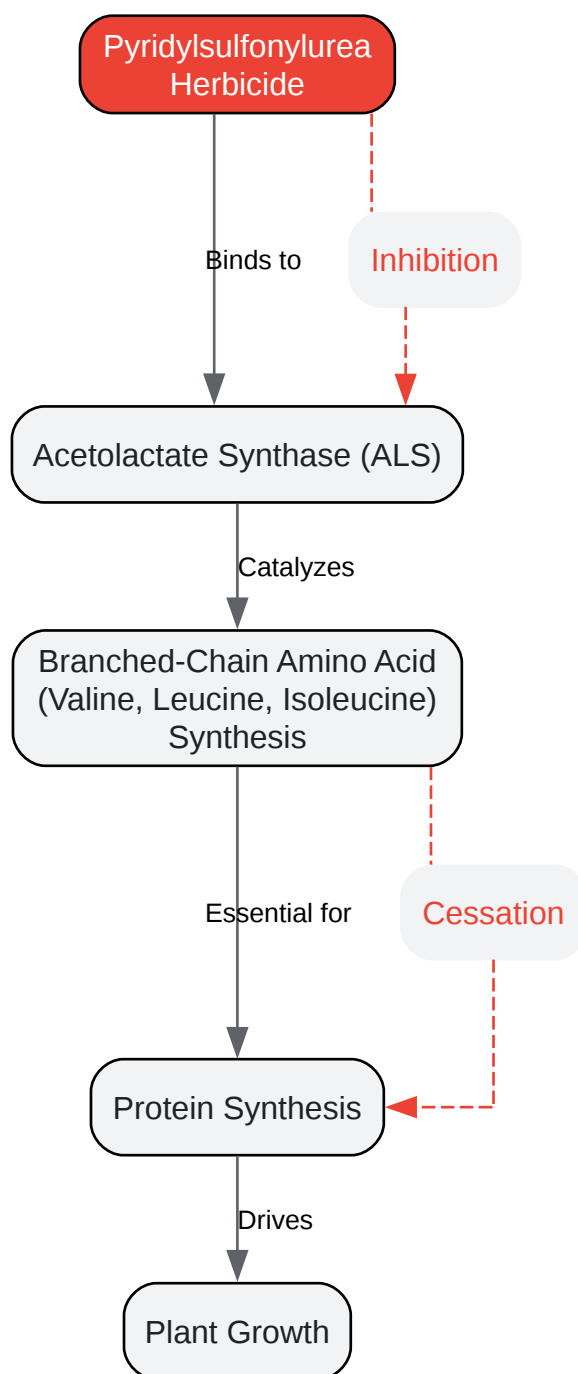 Pyridylsulfonylurea
Herbicide
Binds to
Inhibition
Acetolactate Synthase (ALS)
Catalyzes
Branched-Chain Amino Acid
(Valine, Leucine, Isoleucine)
Synthesis
Essential for
Cessation
Protein Synthesis
Drives
Plant Growth